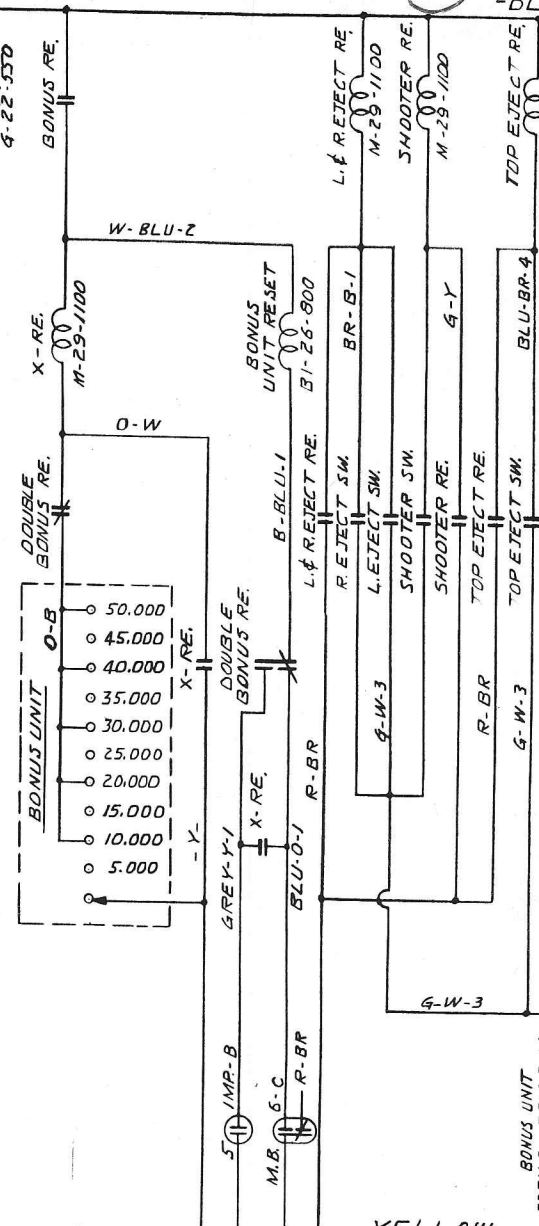 G-22-550
BONUS RE.
L.& R. EJECT RE.
M-29-1100
SHOOTER RE.
M-29-1100
TOP EJECT RE.
W-BLU-2
X-RE.
M-29-1100
BONUS
UNIT RESET
B1-26-800
BR-B-1
G-Y
BLU-BR-4
O-W
DOUBLE
BONUS RE.
B-BLU-1
L.& R. EJECT RE.
R. EJECT SW.
L. EJECT SW.
SHOOTER SW.
SHOOTER RE.
TOP EJECT RE.
TOP EJECT SW.
BONUS UNIT
O-B
50.000
45.000
40.000
35.000
30.000
25.000
20.000
15.000
10.000
5.000
X-RE.
DOUBLE
BONUS RE.
G-W-3
R-BR
R-BR
G-W-3
-Y-
GREY-Y-1
X-RE.
BLU-O-1
G-W-3
5
IMP.-B
M.B.
6-C
R-BR
BONUS UNIT